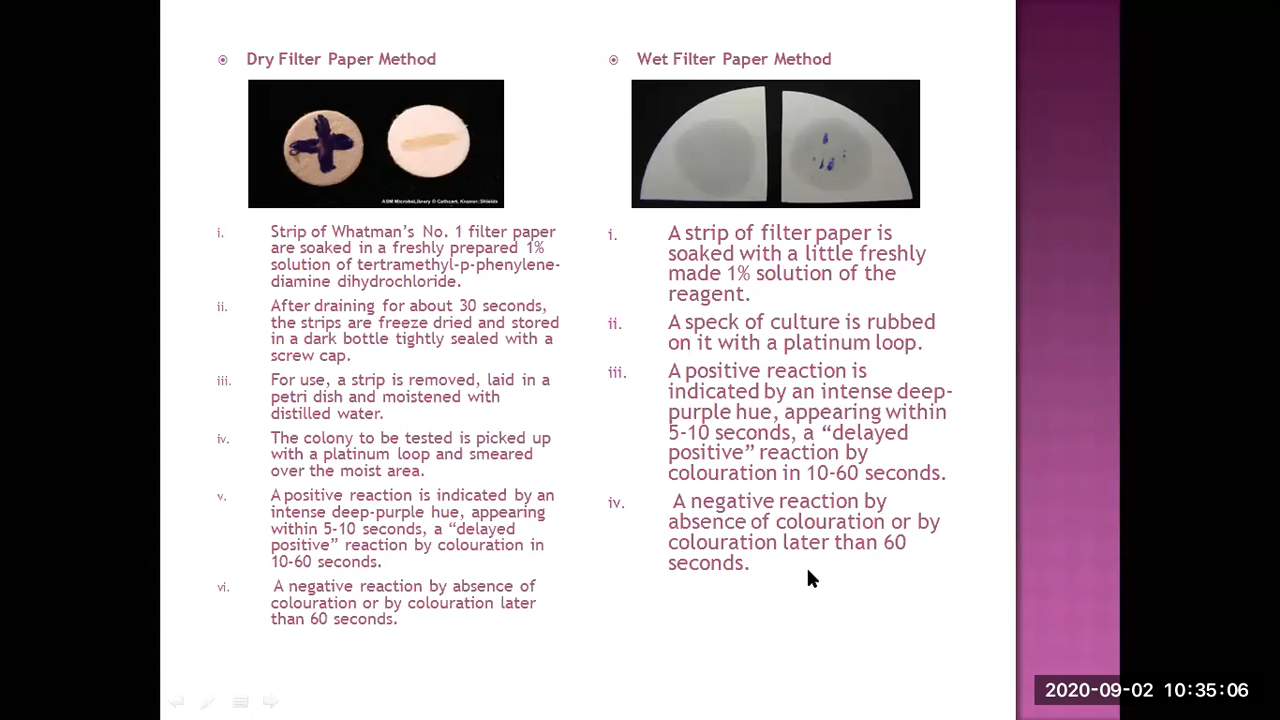 Dry Filter Paper Method
ASM MicrobeLibrary © Cathcart, Kramer, Shields
i. Strip of Whatman's No. 1 filter paper
are soaked in a freshly prepared 1%
solution of tertramethyl-p-phenylene-
diamine dihydrochloride.
ii. After draining for about 30 seconds,
the strips are freeze dried and stored
in a dark bottle tightly sealed with a
screw cap.
iii. For use, a strip is removed, laid in a
petri dish and moistened with
distilled water.
iv. The colony to be tested is picked up
with a platinum loop and smeared
over the moist area.
v. A positive reaction is indicated by an
intense deep-purple hue, appearing
within 5-10 seconds, a “delayed
positive” reaction by colouration in
10-60 seconds.
vi. A negative reaction by absence of
colouration or by colouration later
than 60 seconds.
Wet Filter Paper Method
i. A strip of filter paper is
soaked with a little freshly
made 1% solution of the
reagent.
ii. A speck of culture is rubbed
on it with a platinum loop.
iii. A positive reaction is
indicated by an intense deep-
purple hue, appearing within
5-10 seconds, a “delayed
positive” reaction by
colouration in 10-60 seconds.
iv. A negative reaction by
absence of colouration or by
colouration later than 60
seconds.
2020-09-02 10:35:06